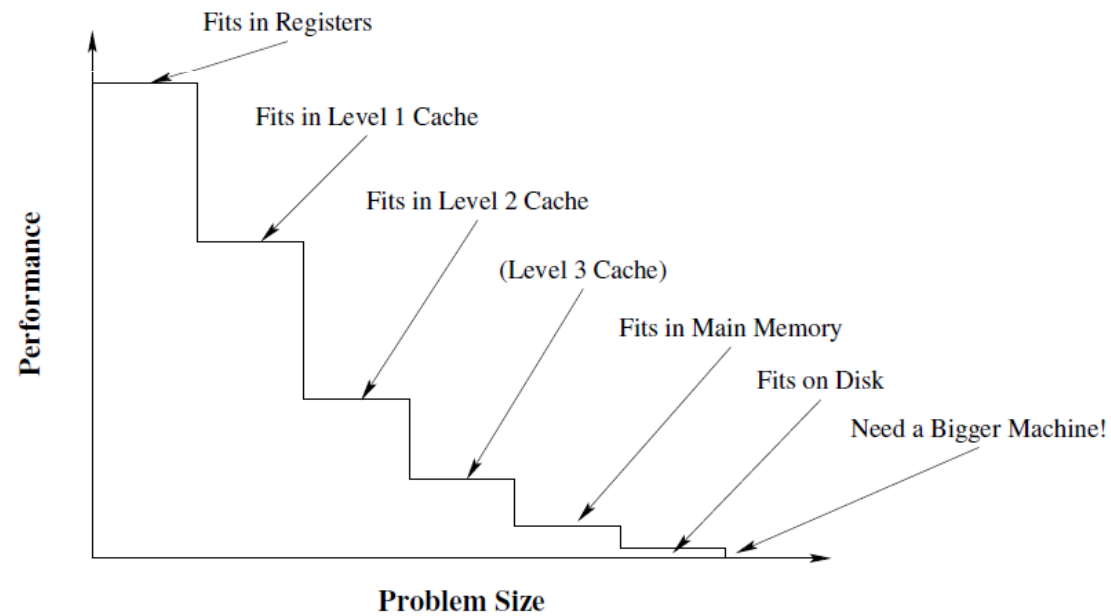 Fits in Registers
Fits in Level 1 Cache
Fits in Level 2 Cache
(Level 3 Cache)
Fits in Main Memory
Fits on Disk
Need a Bigger Machine!
Performance
Problem Size